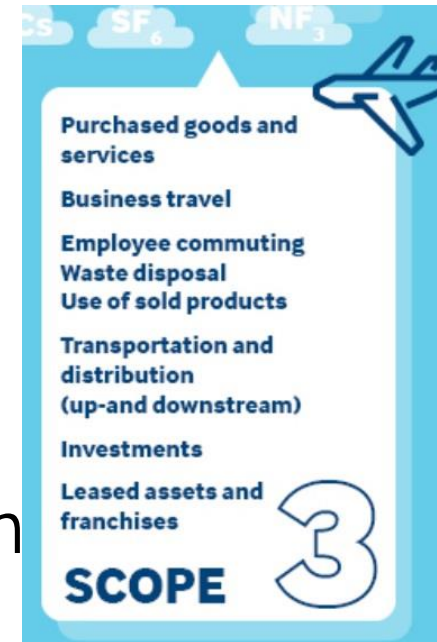 Cs SF6 NF3
Purchased goods and
services
Business travel
Employee commuting
Waste disposal
Use of sold products
Transportation and
distribution
(up-and downstream)
Investments
Leased assets and
franchises
n
SCOPE 3